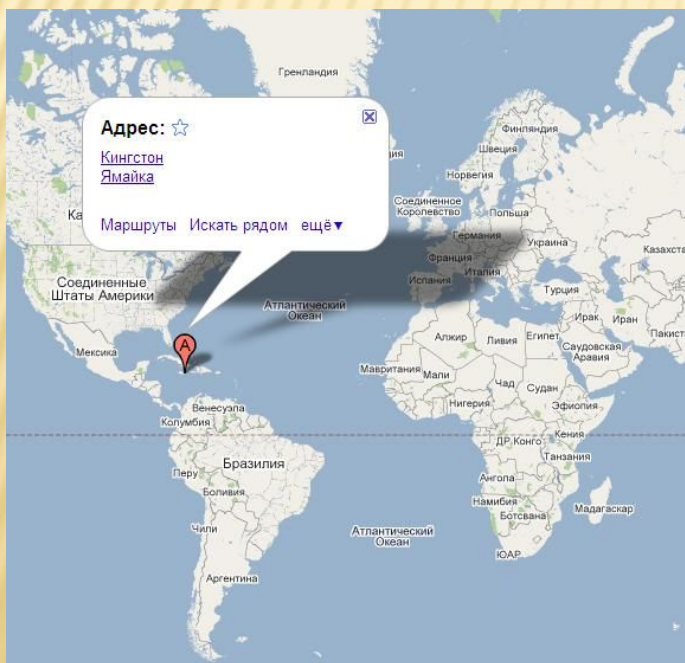 Гренландия
Адрес:
Кингстон
Ямайка
Маршруты Искать рядом ещё▼
Финляндия
Швеция
Норвегия
Соединенное
Королевство
Польша
Германия
Украина
Казахста
Франция
Италия
Испания
Турция
Соединенные
Штаты Америки
Атлантический
Океан
Ирак
Иран
Пакист
Алжир
Ливия
Египет
Саудовская
Аравия
Мексика
A
Мавритания
Мали
Чад
Судан
Нигерия
Эфиопия
Венесуэла
Колумбия
ДР Конго
Кения
Танзания
Перу
Бразилия
Боливия
Ангола
Намибия
Ботсвана
Мадагаскар
Чили
Атлантический
Океан
ЮАР
Аргентина